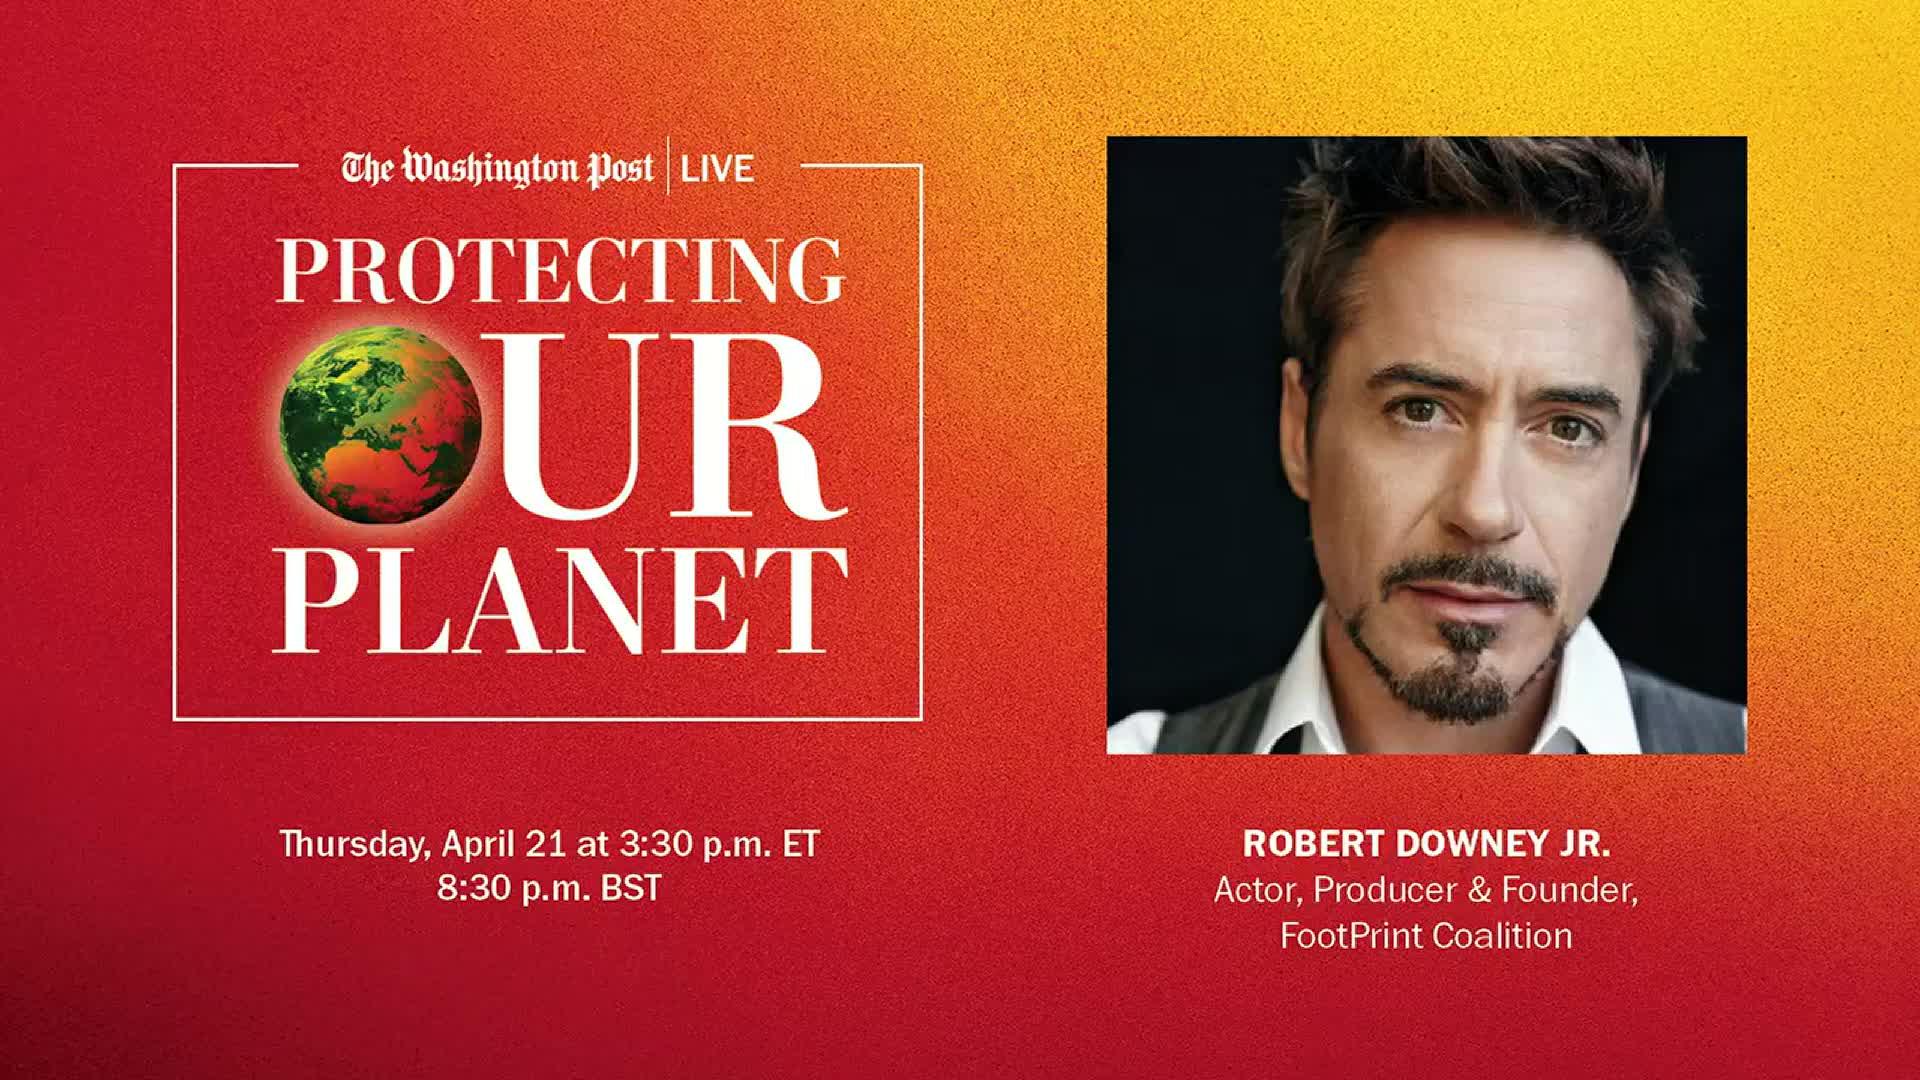 The Washington Post | LIVE
PROTECTING
OUR
PLANET
Thursday, April 21 at 3:30 p.m. ET
8:30 p.m. BST
ROBERT DOWNEY JR.
Actor, Producer & Founder,
FootPrint Coalition